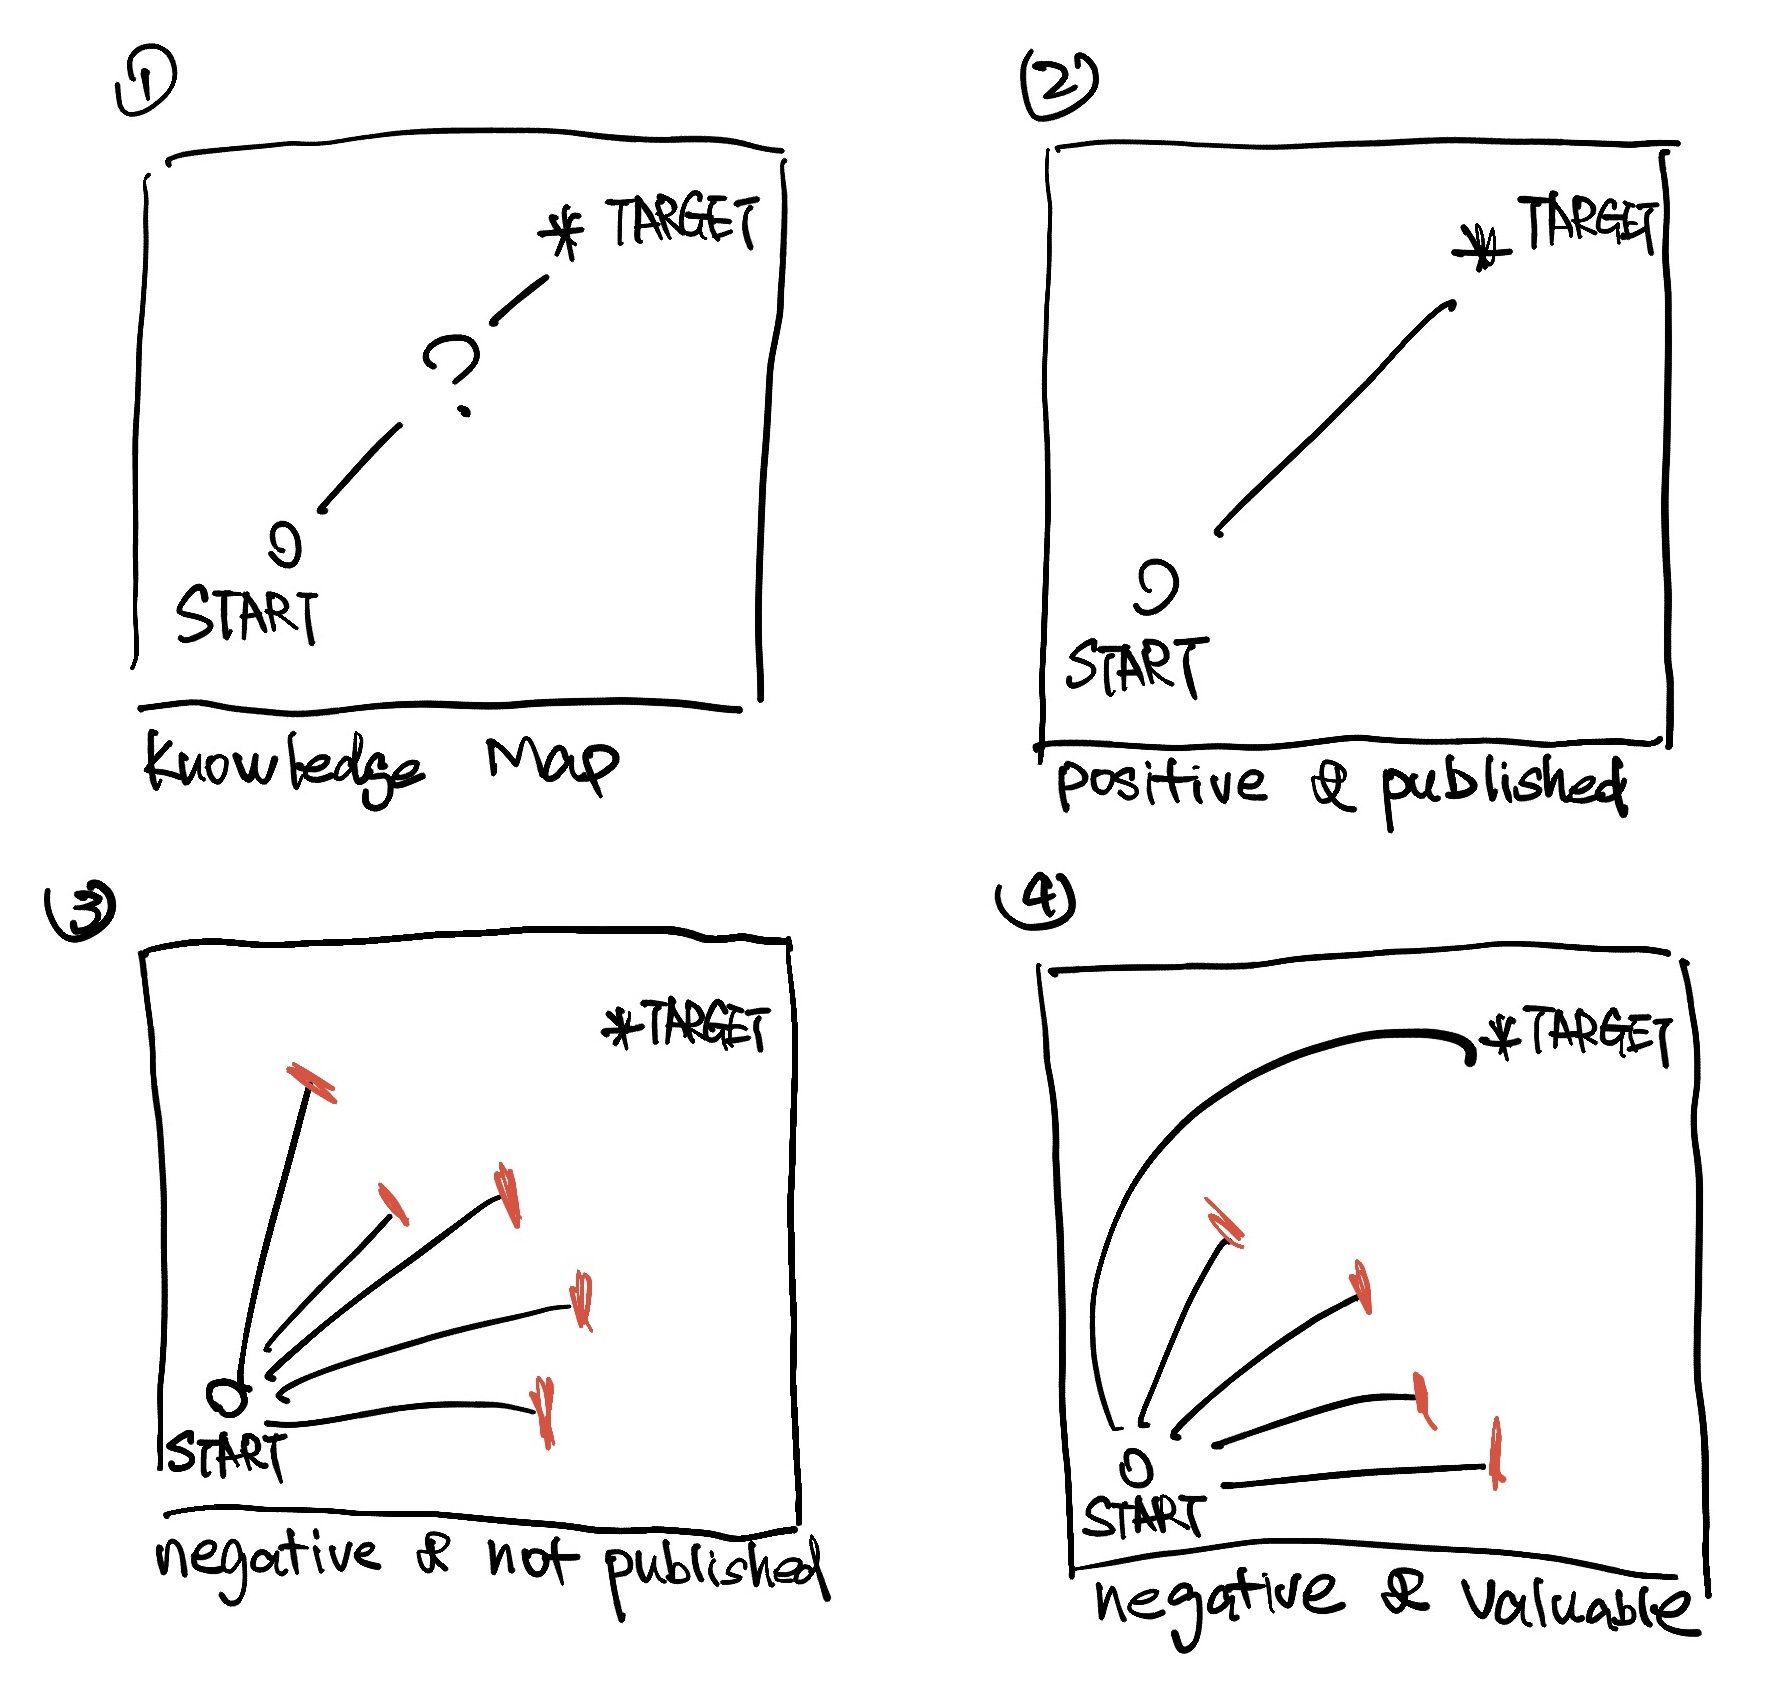 ①
* TARGET
?
START
Knowledge Map
②
* TARGET
START
positive & published
③
* TARGET
START
negative & not published
④
* TARGET
START
negative & valuable